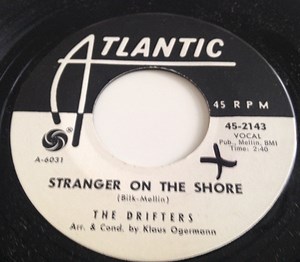 ATLANTIC
45 RPM
45-2143
VOCAL
Pub., Mellin, BMI
Time: 2:40
A-6031
STRANGER ON THE SHORE
(Bilk-Mellin)
THE DRIFTERS
Arr. & Cond. by Klaus Ogermann